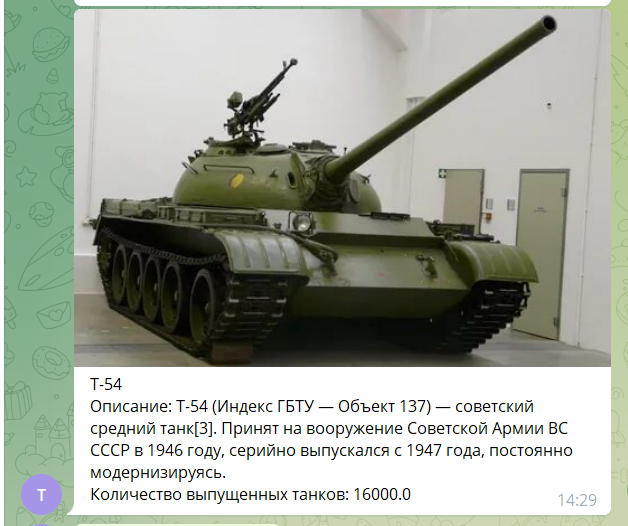 Т-54
Описание: Т-54 (Индекс ГБТУ — Объект 137) — советский
средний танк[3]. Принят на вооружение Советской Армии ВС
СССР в 1946 году, серийно выпускался с 1947 года, постоянно
модернизируясь.
Количество выпущенных танков: 16000.0
14:29
T